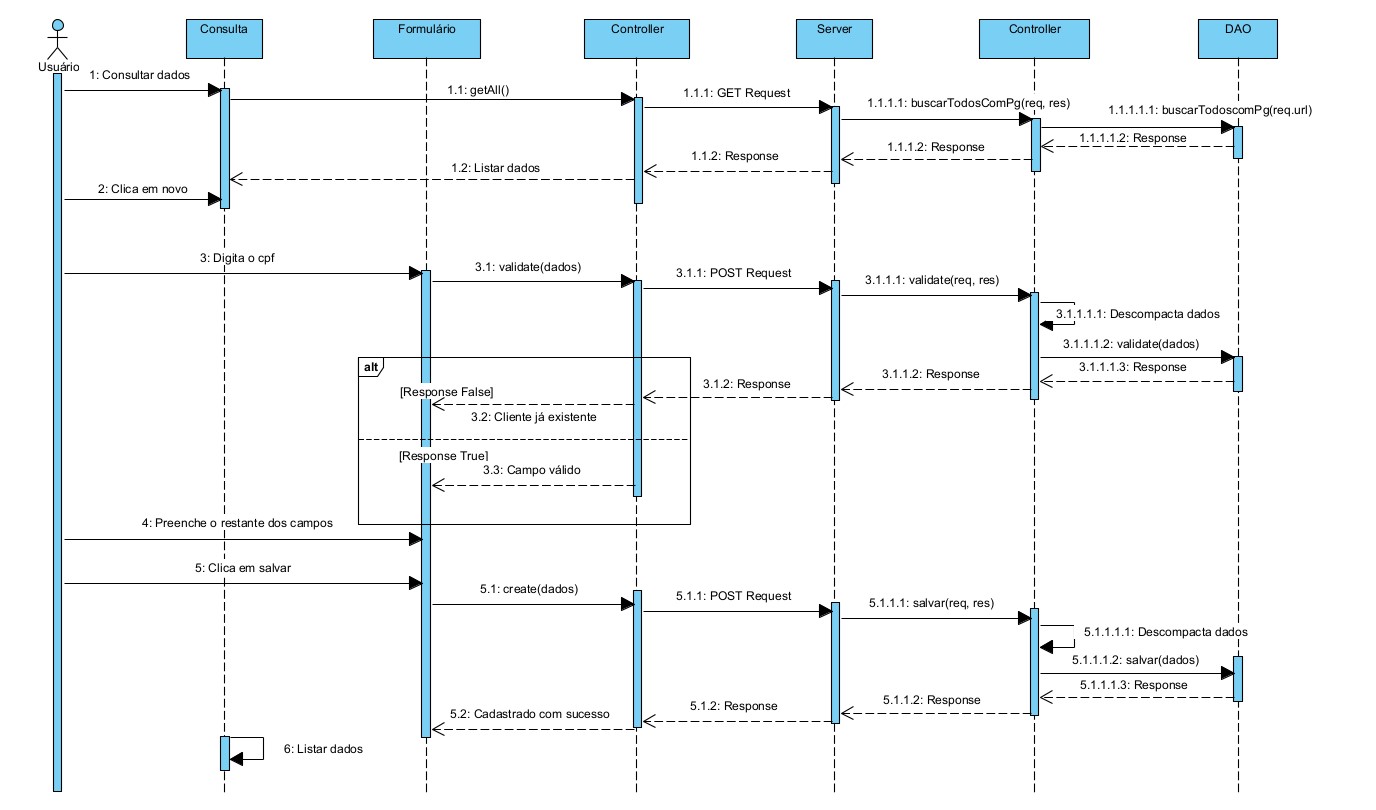 Consulta
Formulário
Controller
Server
Controller
DAO
Usuário
1: Consultar dados
1.1: getAll()
1.1.1: GET Request
1.1.1.1: buscarTodosComPg(req, res)
1.1.1.1.1: buscarTodoscomPg(req.url)
1.1.1.1.2: Response
1.1.1.2: Response
1.1.2: Response
1.2: Listar dados
2: Clica em novo
3: Digita o cpf
3.1: validate(dados)
3.1.1: POST Request
3.1.1.1: validate(req, res)
3.1.1.1.1: Descompacta dados
3.1.1.1.2: validate(dados)
3.1.1.1.3: Response
3.1.1.2: Response
3.1.2: Response
alt
[Response False]
3.2: Cliente já existente
[Response True]
3.3: Campo válido
4: Preenche o restante dos campos
5: Clica em salvar
5.1: create(dados)
5.1.1: POST Request
5.1.1.1: salvar(req, res)
5.1.1.1.1: Descompacta dados
5.1.1.1.2: salvar(dados)
5.1.1.1.3: Response
5.1.1.2: Response
5.1.2: Response
5.2: Cadastrado com sucesso
6: Listar dados